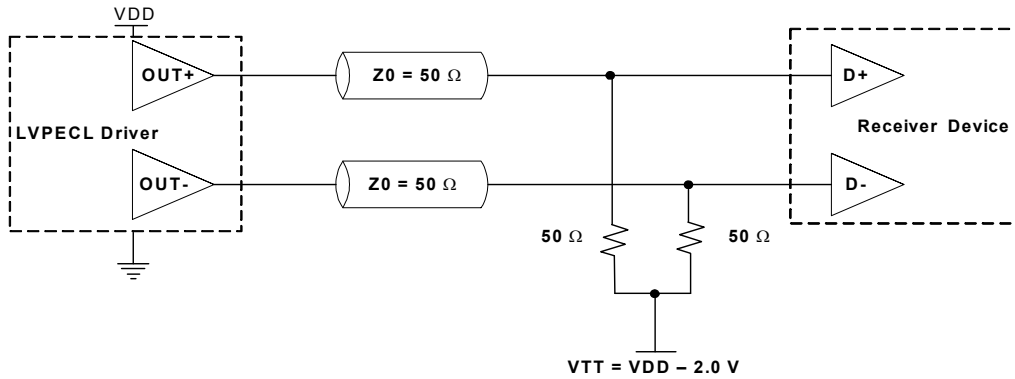 VDD
OUT+
Z0 = 50 Ω
D+
LVPECL Driver
Receiver Device
OUT-
Z0 = 50 Ω
D-
50 Ω
50 Ω
VTT = VDD – 2.0 V